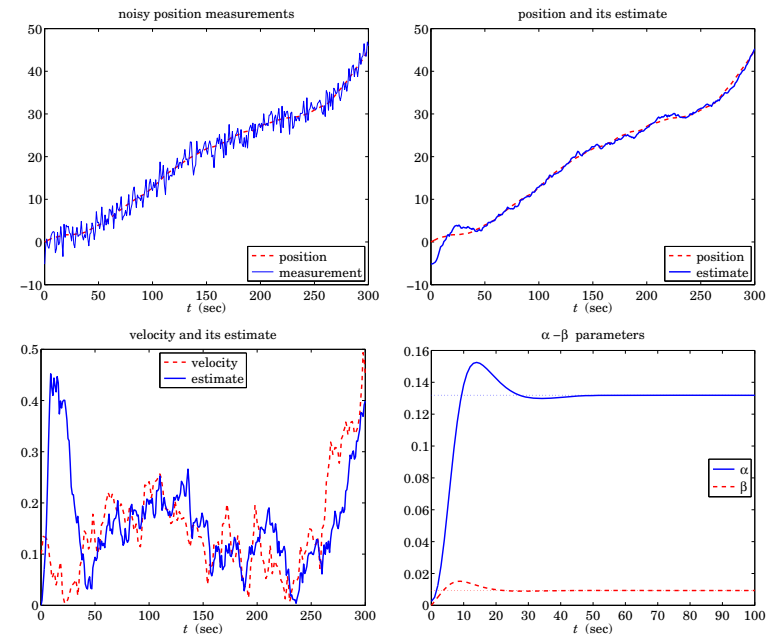 noisy position measurements
50
40
30
20
10
0
−10
0 50 100 150 200 250 300
t (sec)
position
measurement
position and its estimate
50
40
30
20
10
0
−10
0 50 100 150 200 250 300
t (sec)
position
estimate
velocity and its estimate
0.5
0.4
0.3
0.2
0.1
0
0 50 100 150 200 250 300
t (sec)
velocity
estimate
α−β parameters
0.16
0.14
0.12
0.1
0.08
0.06
0.04
0.02
0
0 10 20 30 40 50 60 70 80 90 100
t (sec)
α
β